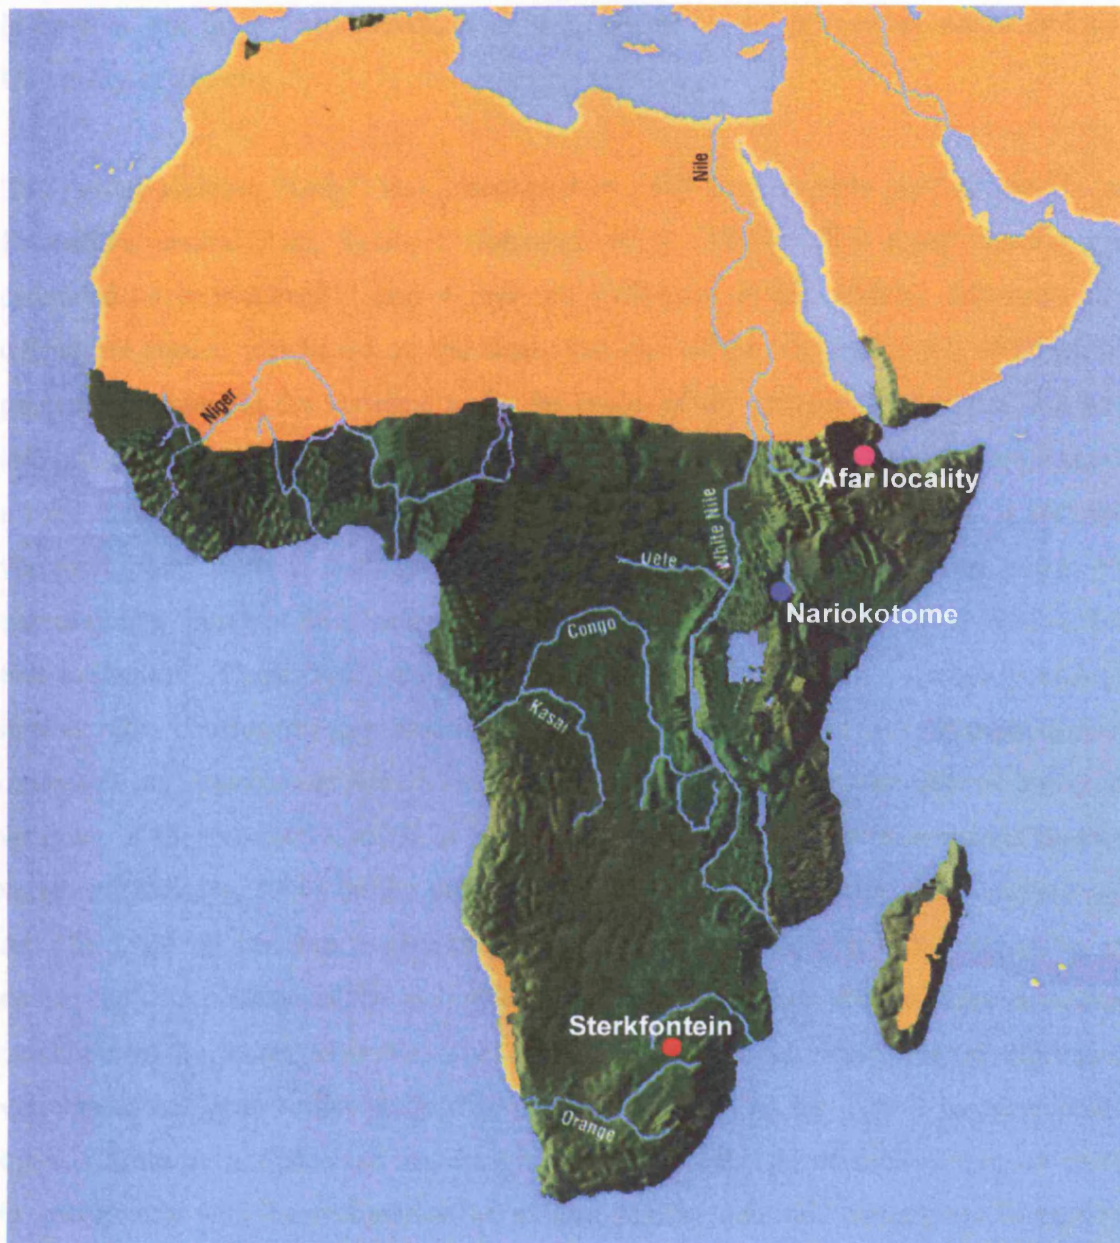 Nile
Niger
Afar locality
White Nile
Uele
Nariokotome
Congo
Kasai
Sterkfontein
Orange